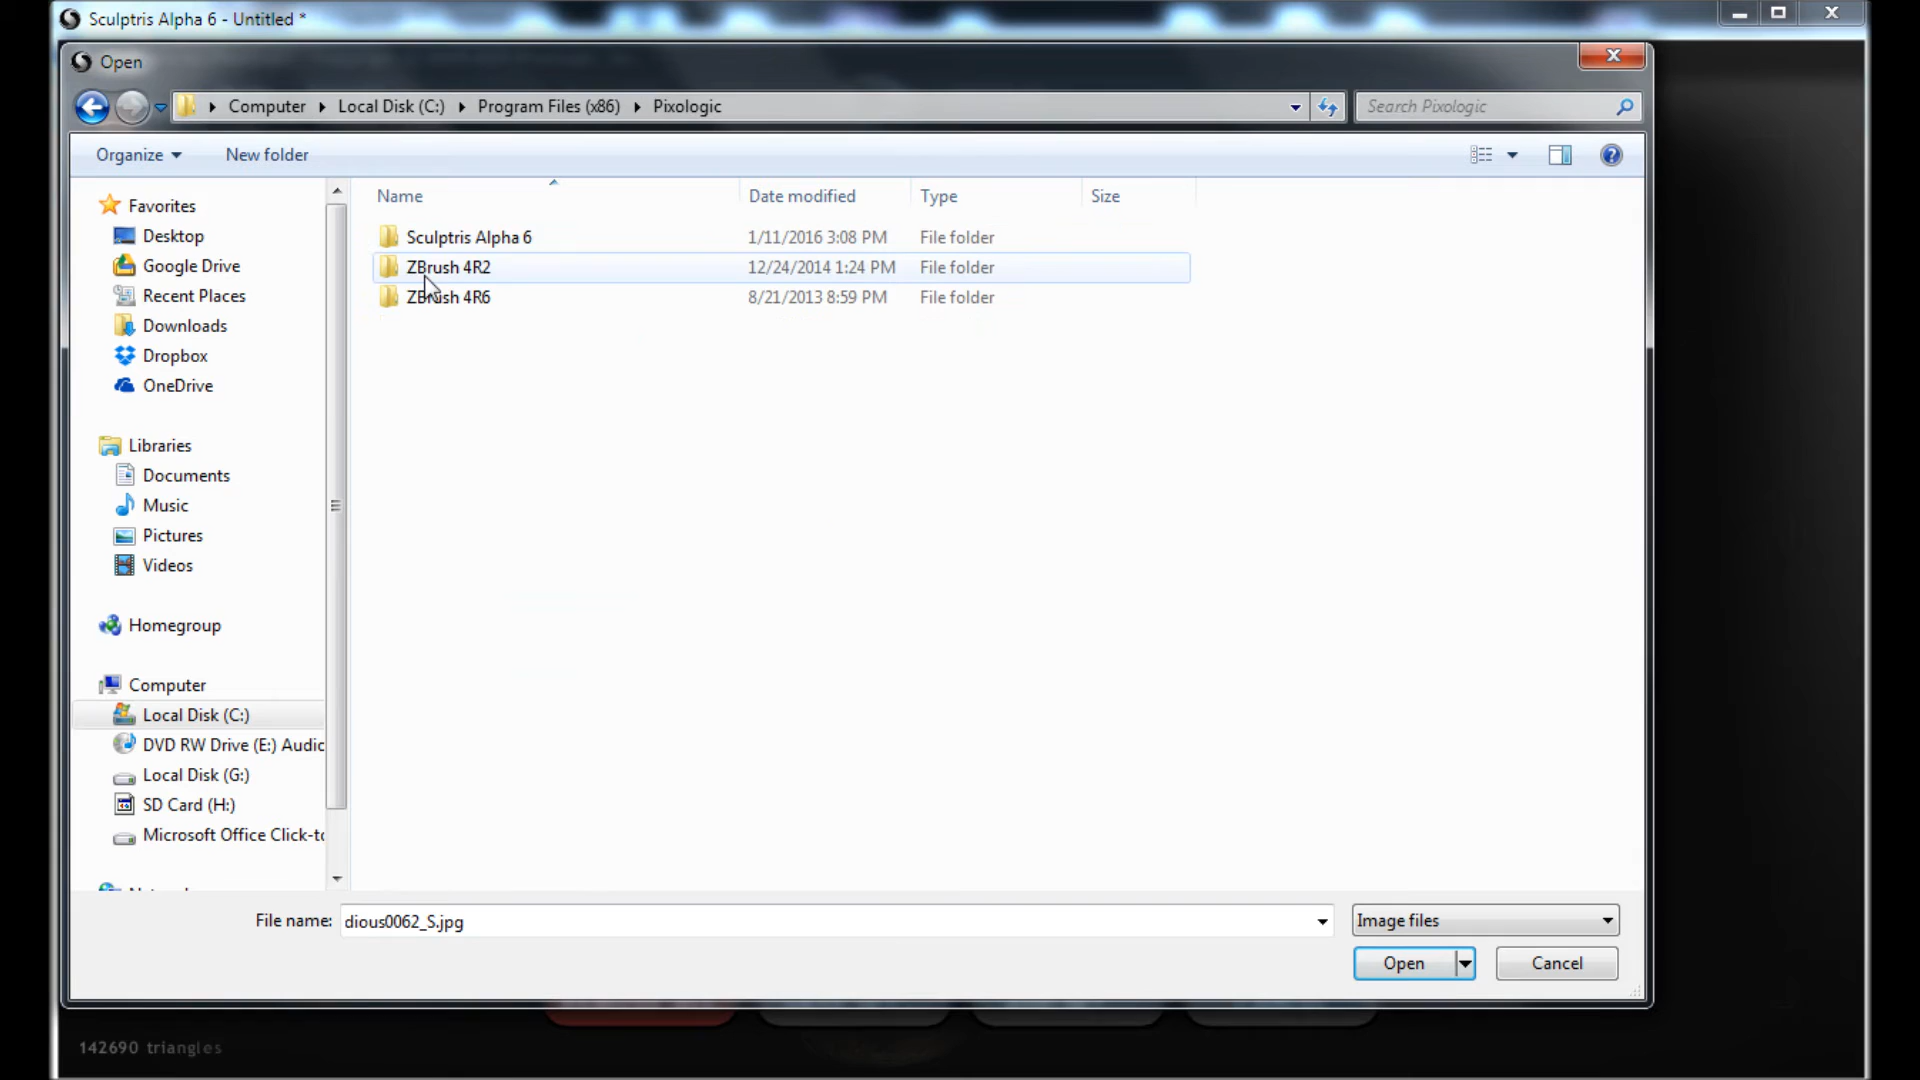 Sculptris Alpha 6 - Untitled *
Open
Computer Local Disk (C:) Program Files (x86) Pixologic
Search Pixologic
Organize New folder
Name Date modified Type Size
Sculptris Alpha 6 1/11/2016 3:08 PM File folder
ZBrush 4R2 12/24/2014 1:24 PM File folder
ZBrush 4R6 8/21/2013 8:59 PM File folder
Favorites
Desktop
Google Drive
Recent Places
Downloads
Dropbox
OneDrive
Libraries
Documents
Music
Pictures
Videos
Homegroup
Computer
Local Disk (C:)
DVD RW Drive (E:) Audic
Local Disk (G:)
SD Card (H:)
Microsoft Office Click-to
File name: dious0062_S.jpg
Image files
Open Cancel
142690 triangles